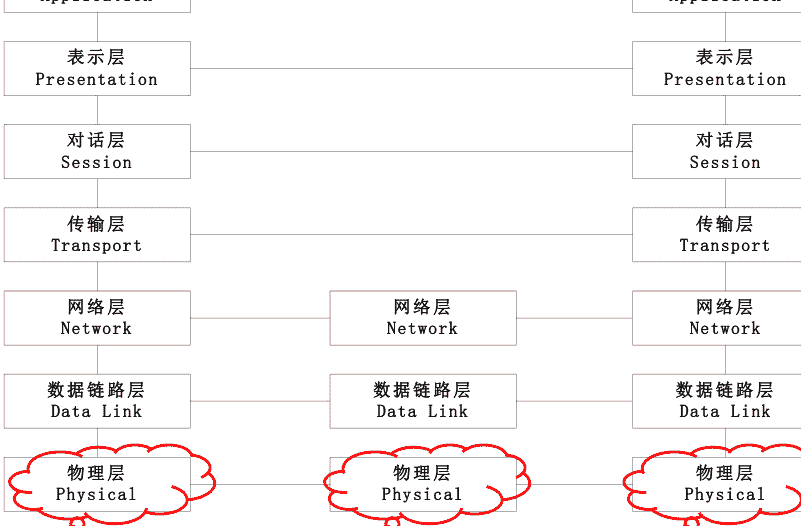 Application
Application
表示层
Presentation
表示层
Presentation
对话层
Session
对话层
Session
传输层
Transport
传输层
Transport
网络层
Network
网络层
Network
网络层
Network
数据链路层
Data Link
数据链路层
Data Link
数据链路层
Data Link
物理层
Physical
物理层
Physical
物理层
Physical